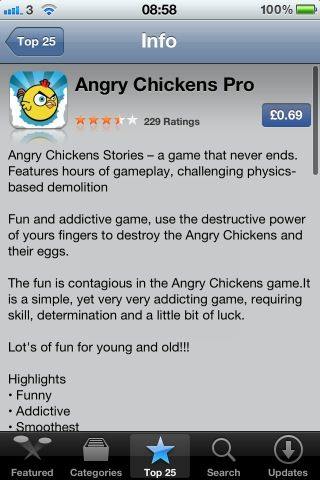 3 08:58 100%
Top 25 Info
Angry Chickens Pro
229 Ratings £0.69
Angry Chickens Stories – a game that never ends.
Features hours of gameplay, challenging physics-
based demolition
Fun and addictive game, use the destructive power
of yours fingers to destroy the Angry Chickens and
their eggs.
The fun is contagious in the Angry Chickens game.It
is a simple, yet very very addicting game, requiring
skill, determination and a little bit of luck.
Lot's of fun for young and old!!!
Highlights
• Funny
• Addictive
• Smoothest
Featured Categories Top 25 Search Updates